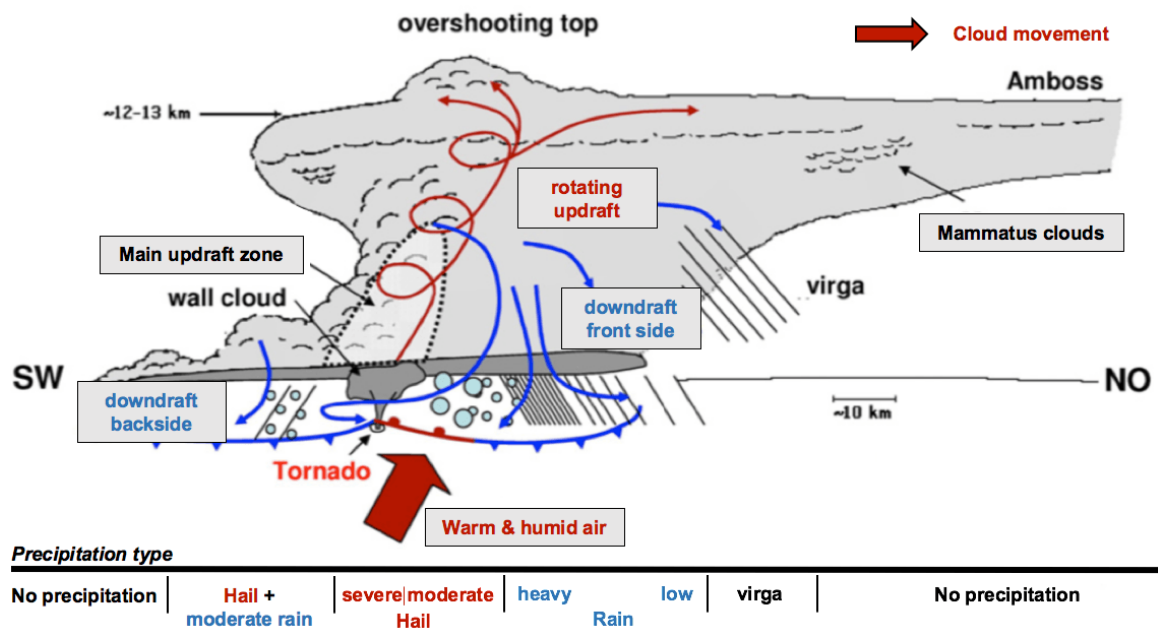 overshooting top
Cloud movement
Amboss
~12-13 km
rotating
updraft
Mammatus clouds
Main updraft zone
virga
wall cloud
downdraft
front side
SW
NO
downdraft
backside
~10 km
Tornado
Warm & humid air
Precipitation type
No precipitation
Hail +
moderate rain
severe|moderate
Hail
heavy low
Rain
virga
No precipitation